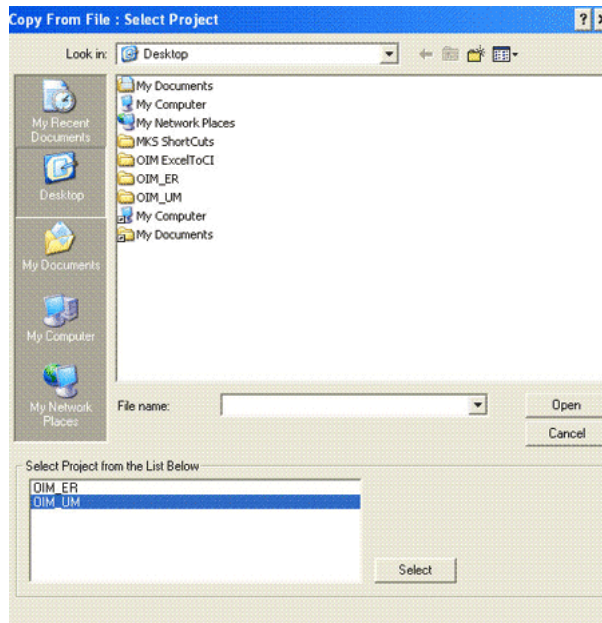 Copy From File : Select Project
Look in: Desktop
My Recent
Documents
Desktop
My Documents
My Computer
My Network
Places
My Documents
My Computer
My Network Places
MKS ShortCuts
OIM ExcelToCI
OIM_ER
OIM_UM
My Computer
My Documents
File name:
Open
Cancel
Select Project from the List Below
OIM_ER
OIM_UM
Select